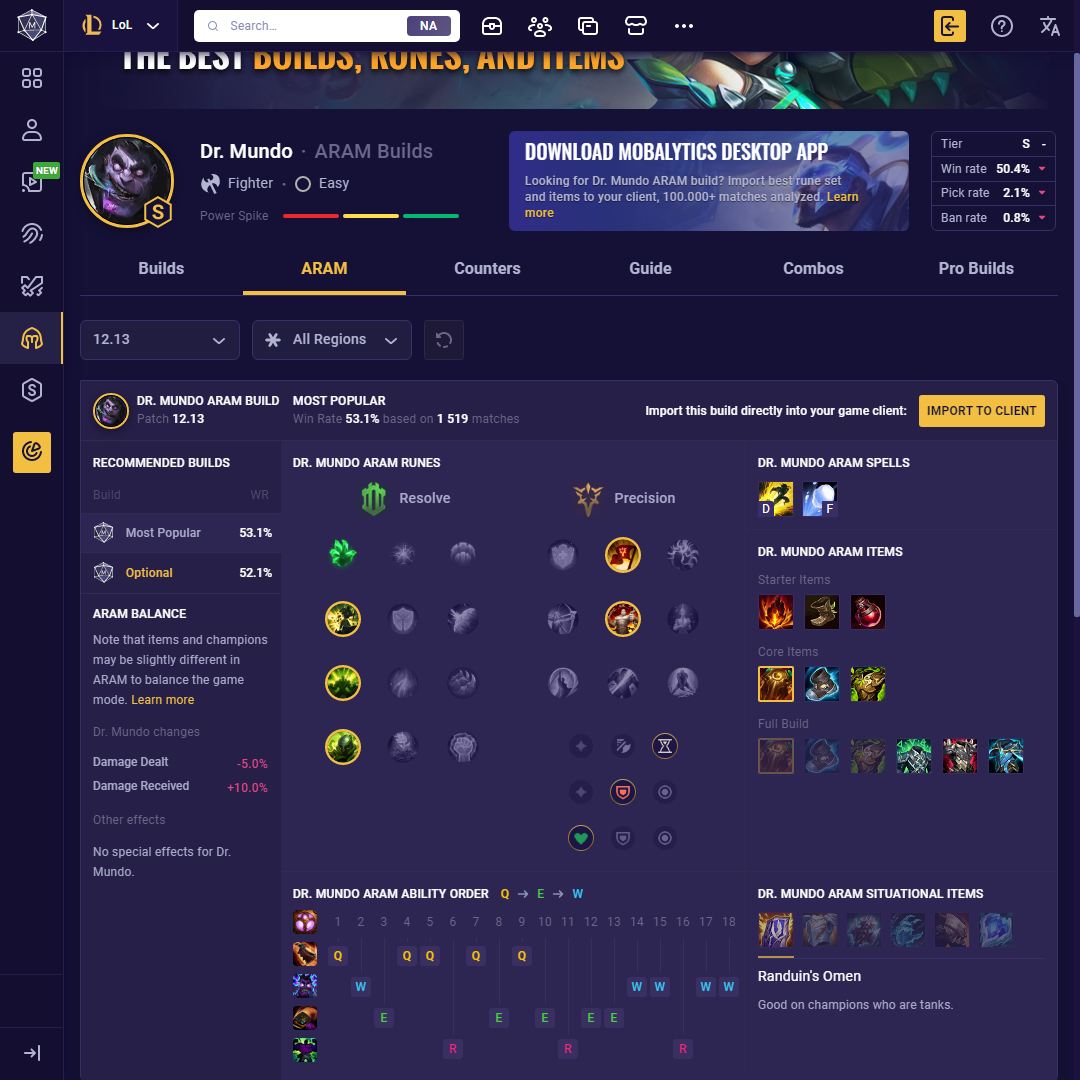 LoL
Search...
NA
THE BEST BUILDS, RUNES, AND ITEMS
NEW
Dr. Mundo · ARAM Builds
Fighter · Easy
Power Spike
S
DOWNLOAD MOBALYTICS DESKTOP APP
Looking for Dr. Mundo ARAM build? Import best rune set
and items to your client, 100.000+ matches analyzed. Learn
more
Tier S -
Win rate 50.4%
Pick rate 2.1%
Ban rate 0.8%
Builds
ARAM
Counters
Guide
Combos
Pro Builds
12.13
All Regions
DR. MUNDO ARAM BUILD
Patch 12.13
MOST POPULAR
Win Rate 53.1% based on 1 519 matches
Import this build directly into your game client:
IMPORT TO CLIENT
RECOMMENDED BUILDS
Build WR
Most Popular 53.1%
Optional 52.1%
ARAM BALANCE
Note that items and champions
may be slightly different in
ARAM to balance the game
mode. Learn more
Dr. Mundo changes
Damage Dealt -5.0%
Damage Received +10.0%
Other effects
No special effects for Dr.
Mundo.
DR. MUNDO ARAM RUNES
Resolve
Precision
DR. MUNDO ARAM SPELLS
D F
DR. MUNDO ARAM ITEMS
Starter Items
Core Items
Full Build
DR. MUNDO ARAM ABILITY ORDER Q → E → W
1 2 3 4 5 6 7 8 9 10 11 12 13 14 15 16 17 18
Q Q Q Q Q
W W W W W
E E E E E
R R R
DR. MUNDO ARAM SITUATIONAL ITEMS
Randuin's Omen
Good on champions who are tanks.